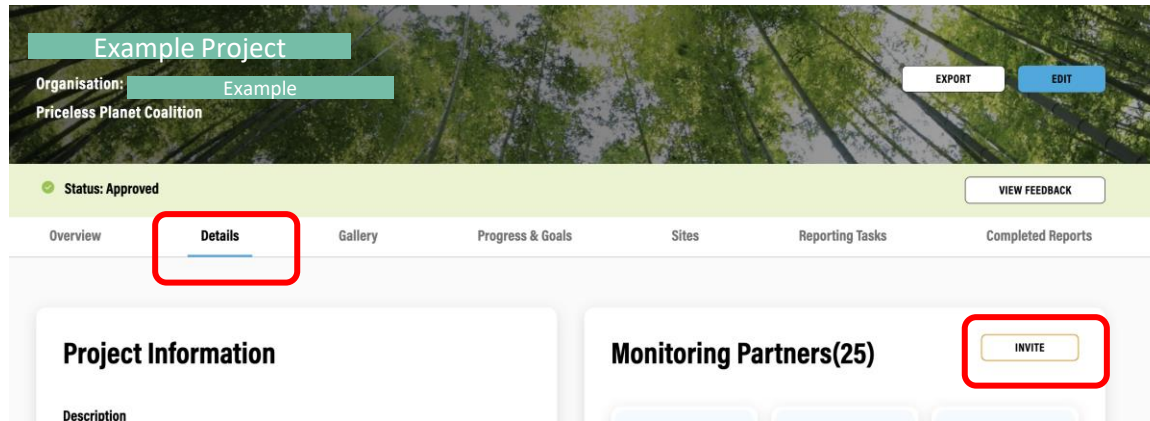 Example Project
Organisation: Example
Priceless Planet Coalition
EXPORT
EDIT
Status: Approved
VIEW FEEDBACK
Overview Details Gallery Progress & Goals Sites Reporting Tasks Completed Reports
Project Information
Monitoring Partners(25)
INVITE
Description